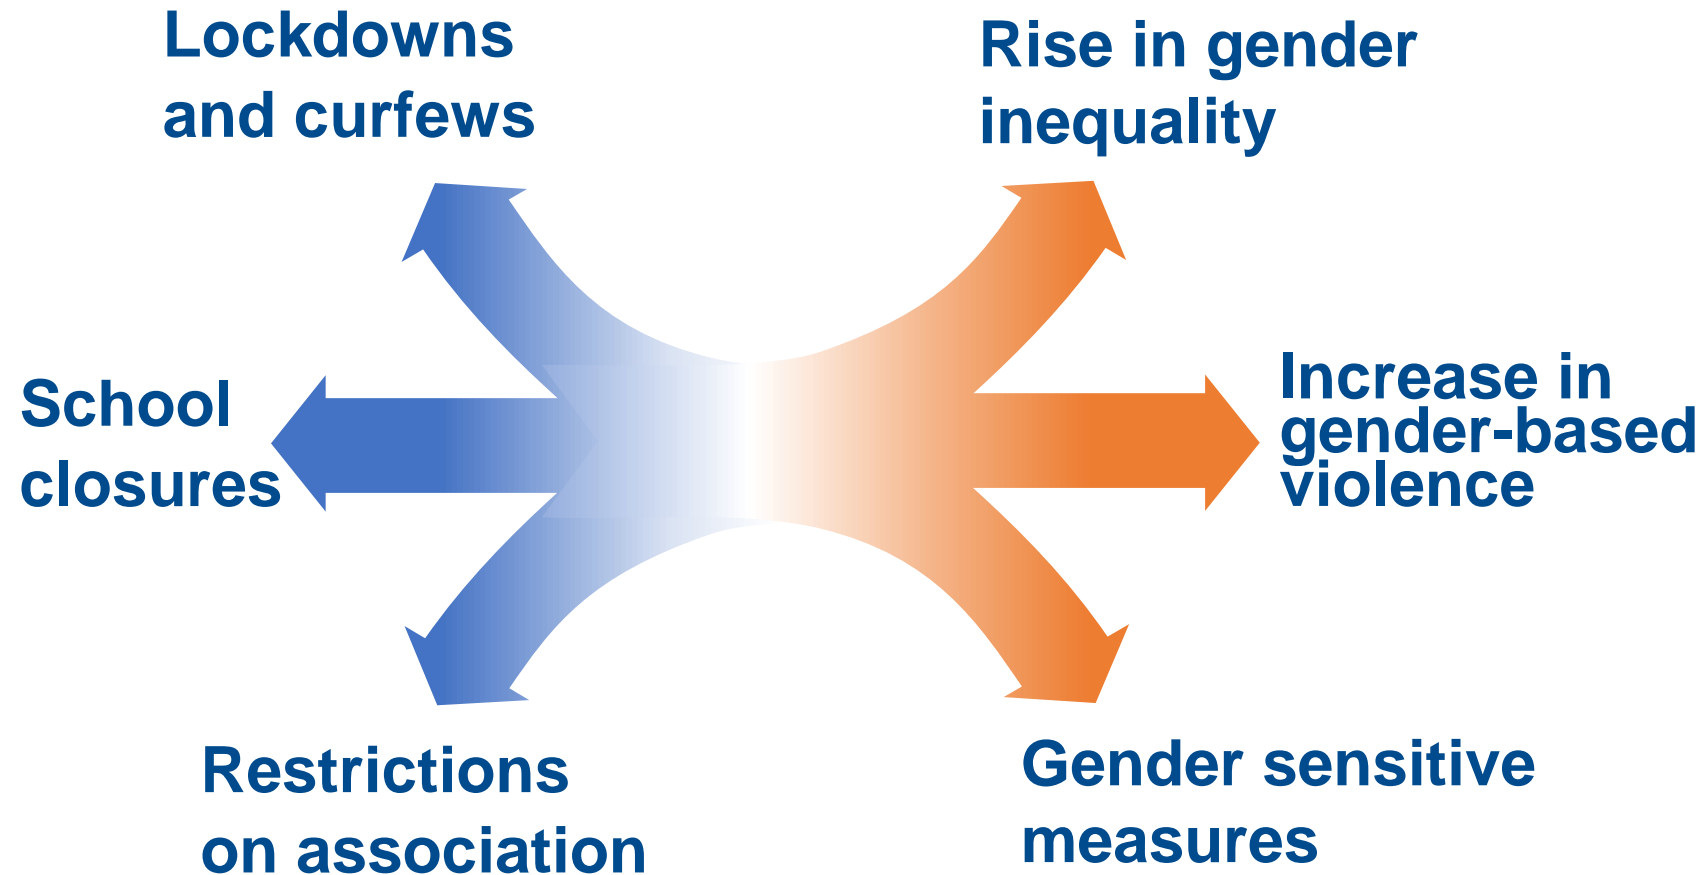 Lockdowns
and curfews
Rise in gender
inequality
School
closures
Increase in
gender-based
violence
Restrictions
on association
Gender sensitive
measures